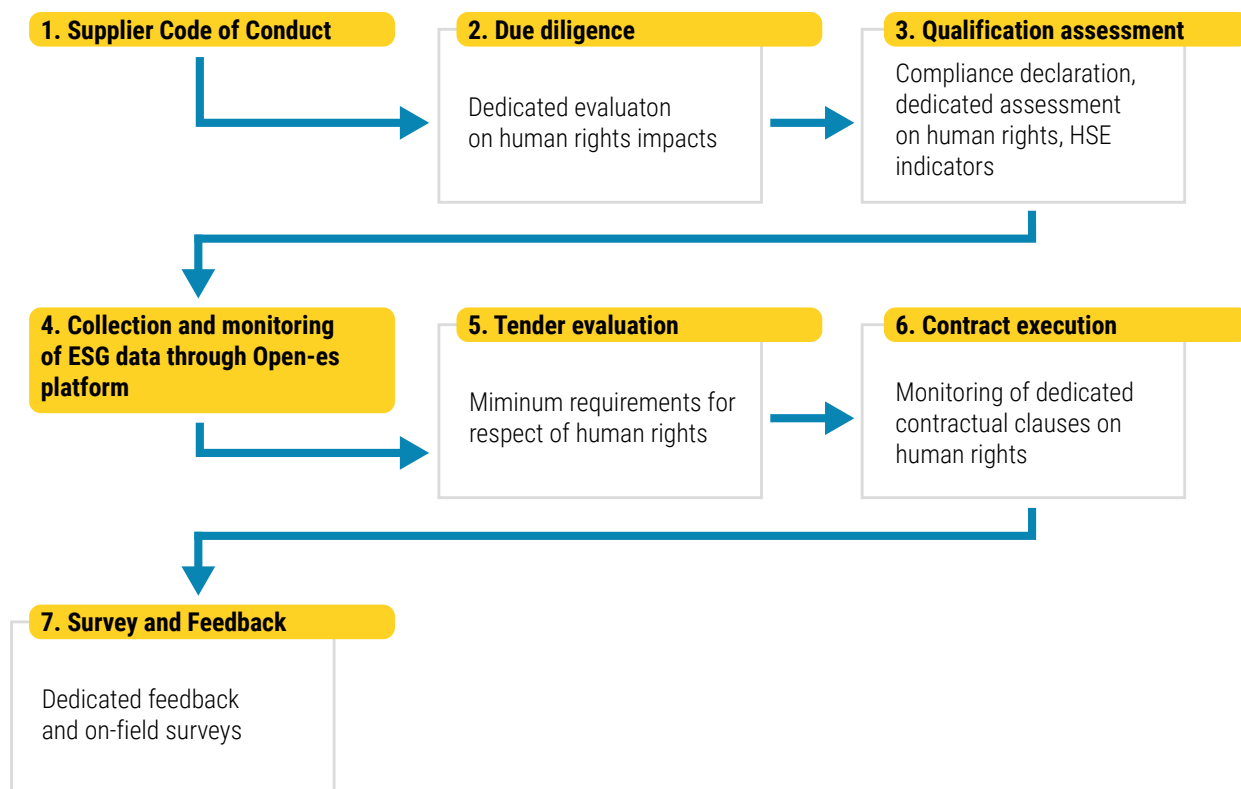 1. Supplier Code of Conduct
2. Due diligence
Dedicated evaluaton
on human rights impacts
3. Qualification assessment
Compliance declaration,
dedicated assessment
on human rights, HSE
indicators
4. Collection and monitoring
of ESG data through Open-es
platform
5. Tender evaluation
Miminum requirements for
respect of human rights
6. Contract execution
Monitoring of dedicated
contractual clauses on
human rights
7. Survey and Feedback
Dedicated feedback
and on-field surveys